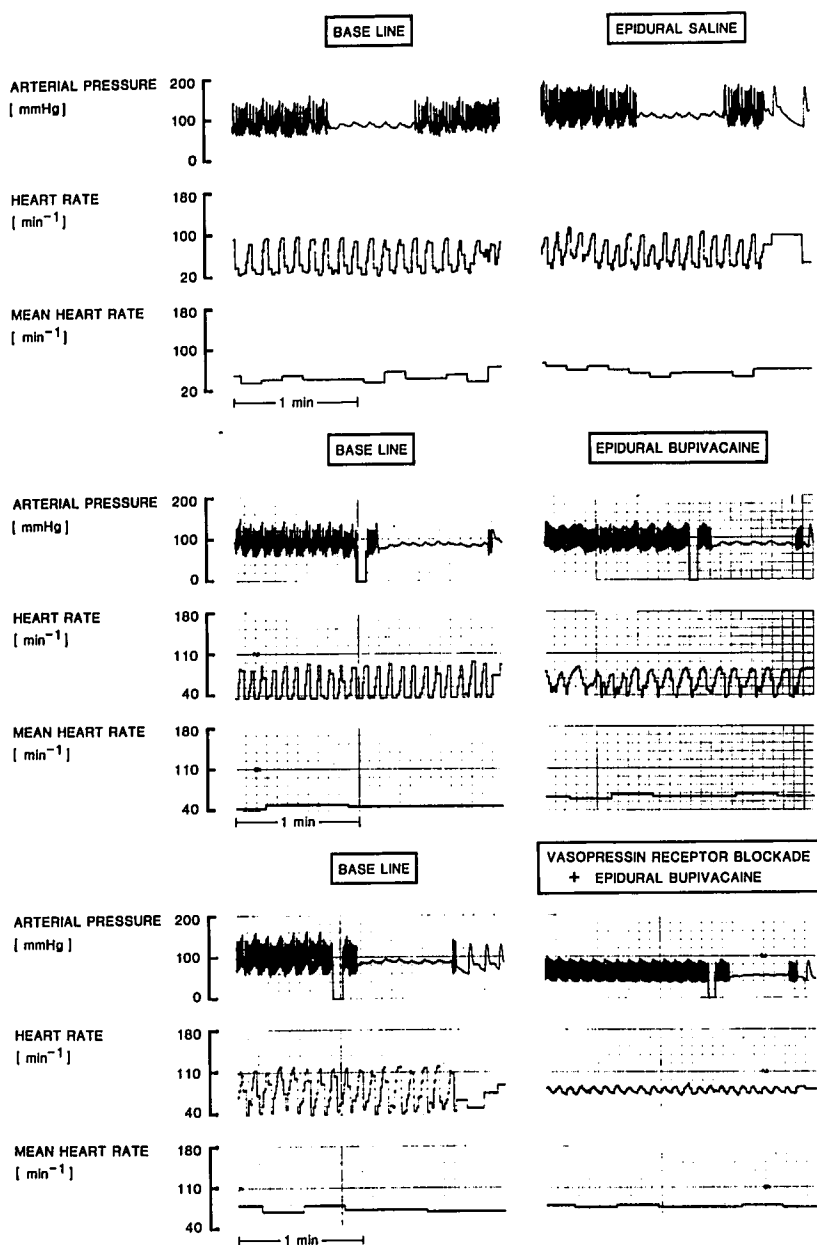 BASE LINE
EPIDURAL SALINE
ARTERIAL PRESSURE
[ mmHg]
200
100
0
HEART RATE
[ min⁻¹ ]
180
100
20
MEAN HEART RATE
[ min⁻¹ ]
180
100
20
1 min
BASE LINE
EPIDURAL BUPIVACAINE
ARTERIAL PRESSURE
[ mmHg]
200
100
0
HEART RATE
[ min⁻¹ ]
180
110
40
MEAN HEART RATE
[ min⁻¹ ]
180
110
40
1 min
BASE LINE
VASOPRESSIN RECEPTOR BLOCKADE
+ EPIDURAL BUPIVACAINE
ARTERIAL PRESSURE
[ mmHg]
200
100
0
HEART RATE
[ min⁻¹ ]
180
110
40
MEAN HEART RATE
[ min⁻¹ ]
180
110
40
1 min